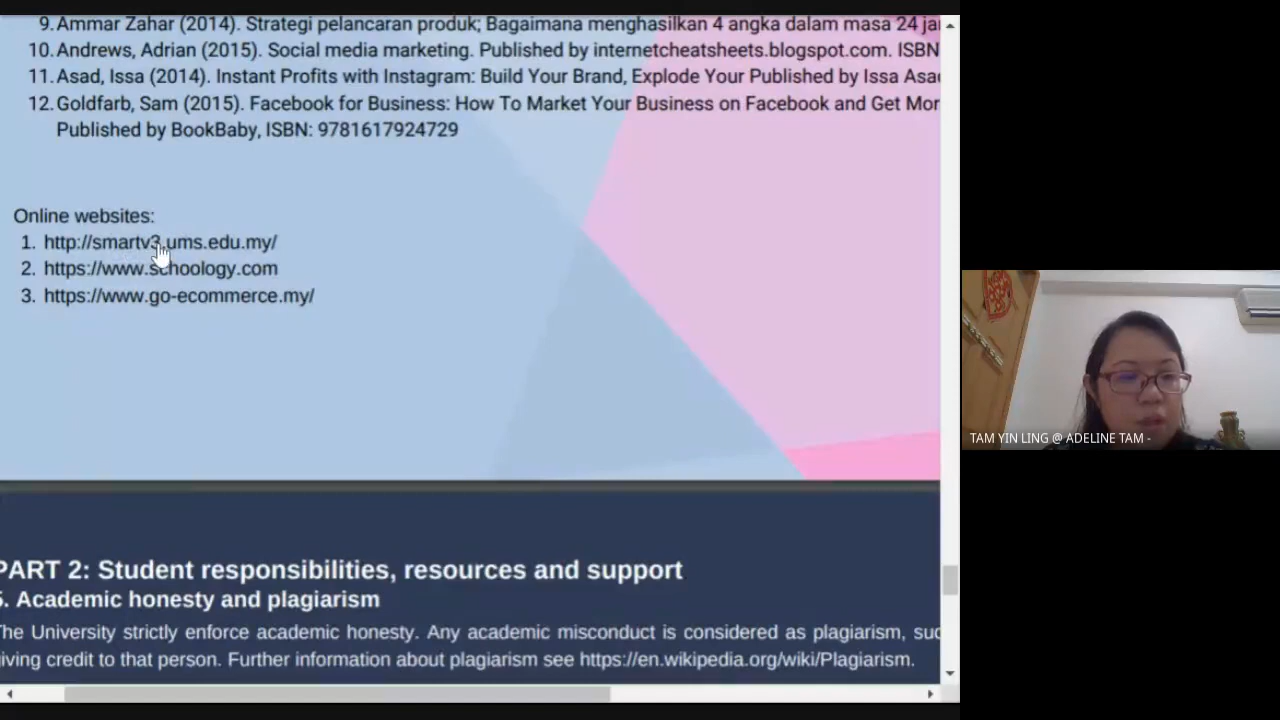 9. Ammar Zahar (2014). Strategi pelancaran produk; Bagaimana menghasilkan 4 angka dalam masa 24
10. Andrews, Adrian (2015). Social media marketing. Published by internetcheatsheets.blogspot.com. ISBN
11. Asad, Issa (2014). Instant Profits with Instagram: Build Your Brand, Explode Your Published by Issa
12. Goldfarb, Sam (2015). Facebook for Business: How To Market Your Business on Facebook and Get
Published by BookBaby, ISBN: 9781617924729
Online websites:
1. http://smartv3.ums.edu.my/
2. https://www.schoology.com
3. https://www.go-ecommerce.my/
TAM YIN LING @ ADELINE TAM -
PART 2: Student responsibilities, resources and support
5. Academic honesty and plagiarism
The University strictly enforce academic honesty. Any academic misconduct is considered as plagiarism,
giving credit to that person. Further information about plagiarism see https://en.wikipedia.org/wiki/Plagiarism.